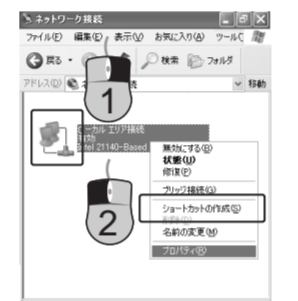 ネットワーク接続
ファイル(F) 編集(E) 表示(V) お気に入り(A) ツール(
戻る 検索 フォルダ
アドレス(D) 移動
1
ーカル エリア接続
有効
ntel 21140-Based
無効にする(B)
状態(U)
修復(P)
ブリッジ接続(G)
2
ショートカットの作成(S)
名前の変更(M)
プロパティ(R)